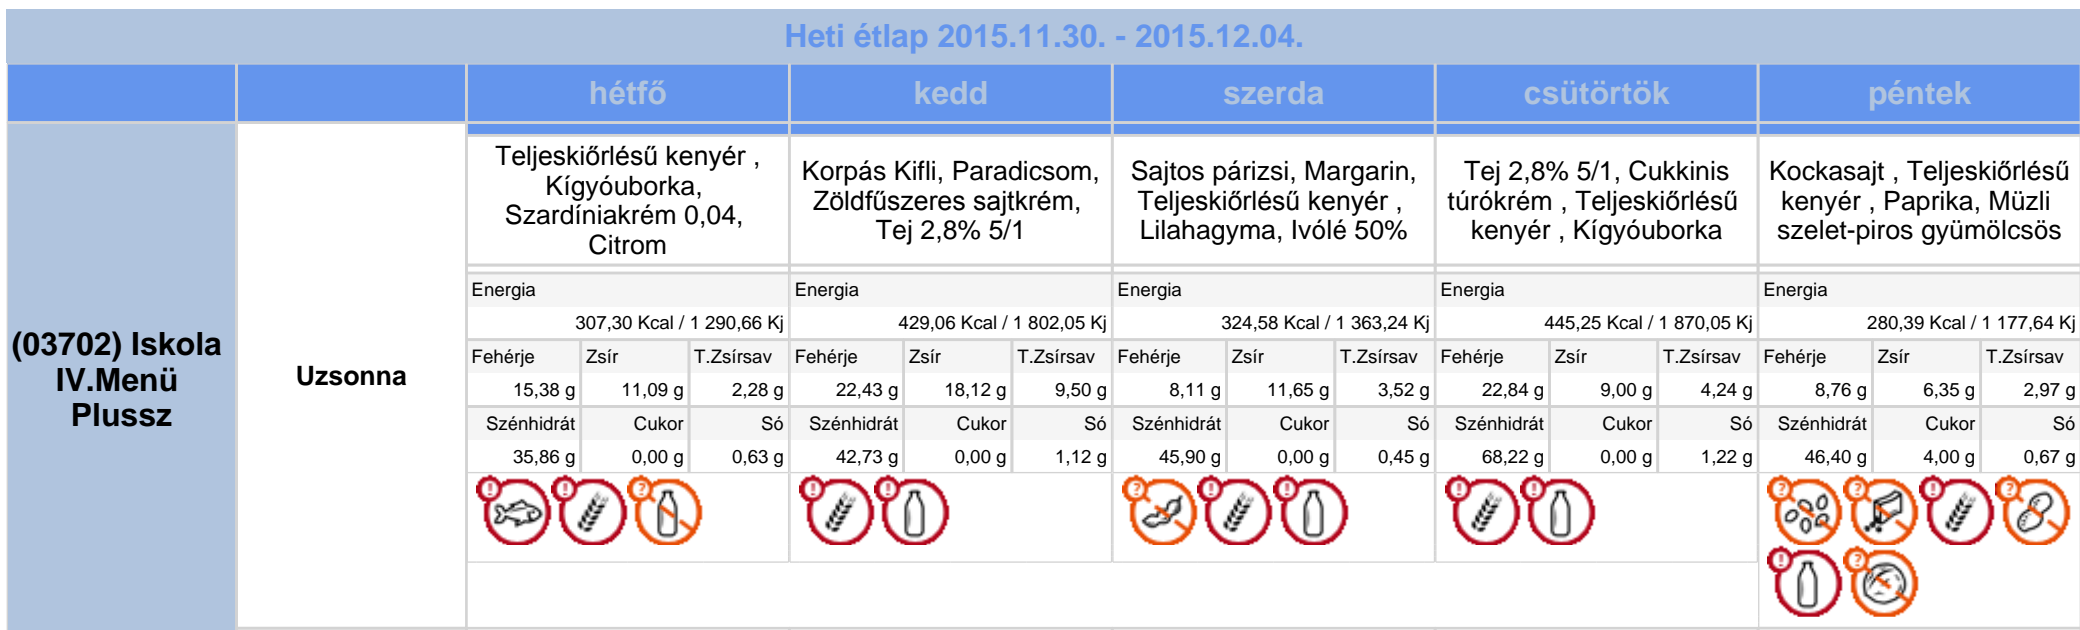 Heti étlap 2015.11.30. - 2015.12.04.
hétfő kedd szerda csütörtök péntek
(03702) Iskola
IV.Menü
Plussz
Uzsonna
Teljeskiőrlésű kenyér ,
Kígyóuborka,
Szardíniakrém 0,04,
Citrom
Korpás Kifli, Paradicsom,
Zöldfűszeres sajtkrém,
Tej 2,8% 5/1
Sajtos párizsi, Margarin,
Teljeskiőrlésű kenyér ,
Lilahagyma, Ivólé 50%
Tej 2,8% 5/1, Cukkinis
túrókrém , Teljeskiőrlésű
kenyér , Kígyóuborka
Kockasajt , Teljeskiőrlésű
kenyér , Paprika, Müzli
szelet-piros gyümölcsös
Energia Energia Energia Energia Energia
307,30 Kcal / 1 290,66 Kj 429,06 Kcal / 1 802,05 Kj 324,58 Kcal / 1 363,24 Kj 445,25 Kcal / 1 870,05 Kj 280,39 Kcal / 1 177,64 Kj
Fehérje Zsír T.Zsírsav Fehérje Zsír T.Zsírsav Fehérje Zsír T.Zsírsav Fehérje Zsír T.Zsírsav Fehérje Zsír T.Zsírsav
15,38 g 11,09 g 2,28 g 22,43 g 18,12 g 9,50 g 8,11 g 11,65 g 3,52 g 22,84 g 9,00 g 4,24 g 8,76 g 6,35 g 2,97 g
Szénhidrát Cukor Só Szénhidrát Cukor Só Szénhidrát Cukor Só Szénhidrát Cukor Só Szénhidrát Cukor Só
35,86 g 0,00 g 0,63 g 42,73 g 0,00 g 1,12 g 45,90 g 0,00 g 0,45 g 68,22 g 0,00 g 1,22 g 46,40 g 4,00 g 0,67 g